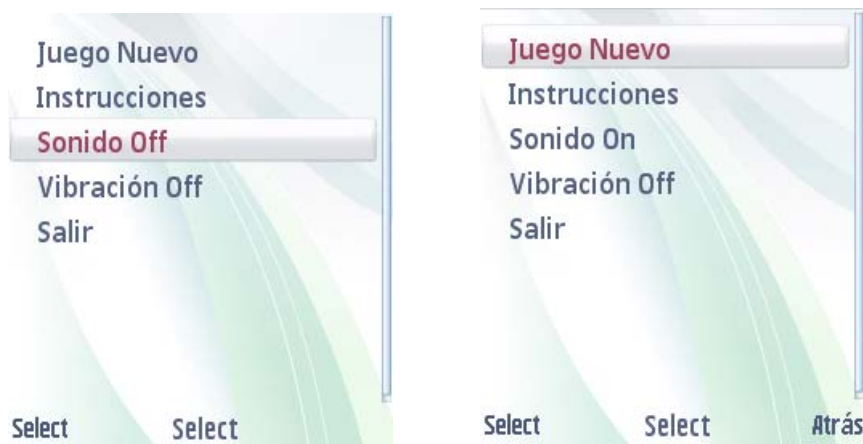 Juego Nuevo
Instrucciones
Sonido Off
Vibración Off
Salir
Select Select
Juego Nuevo
Instrucciones
Sonido On
Vibración Off
Salir
Select Select Atrás